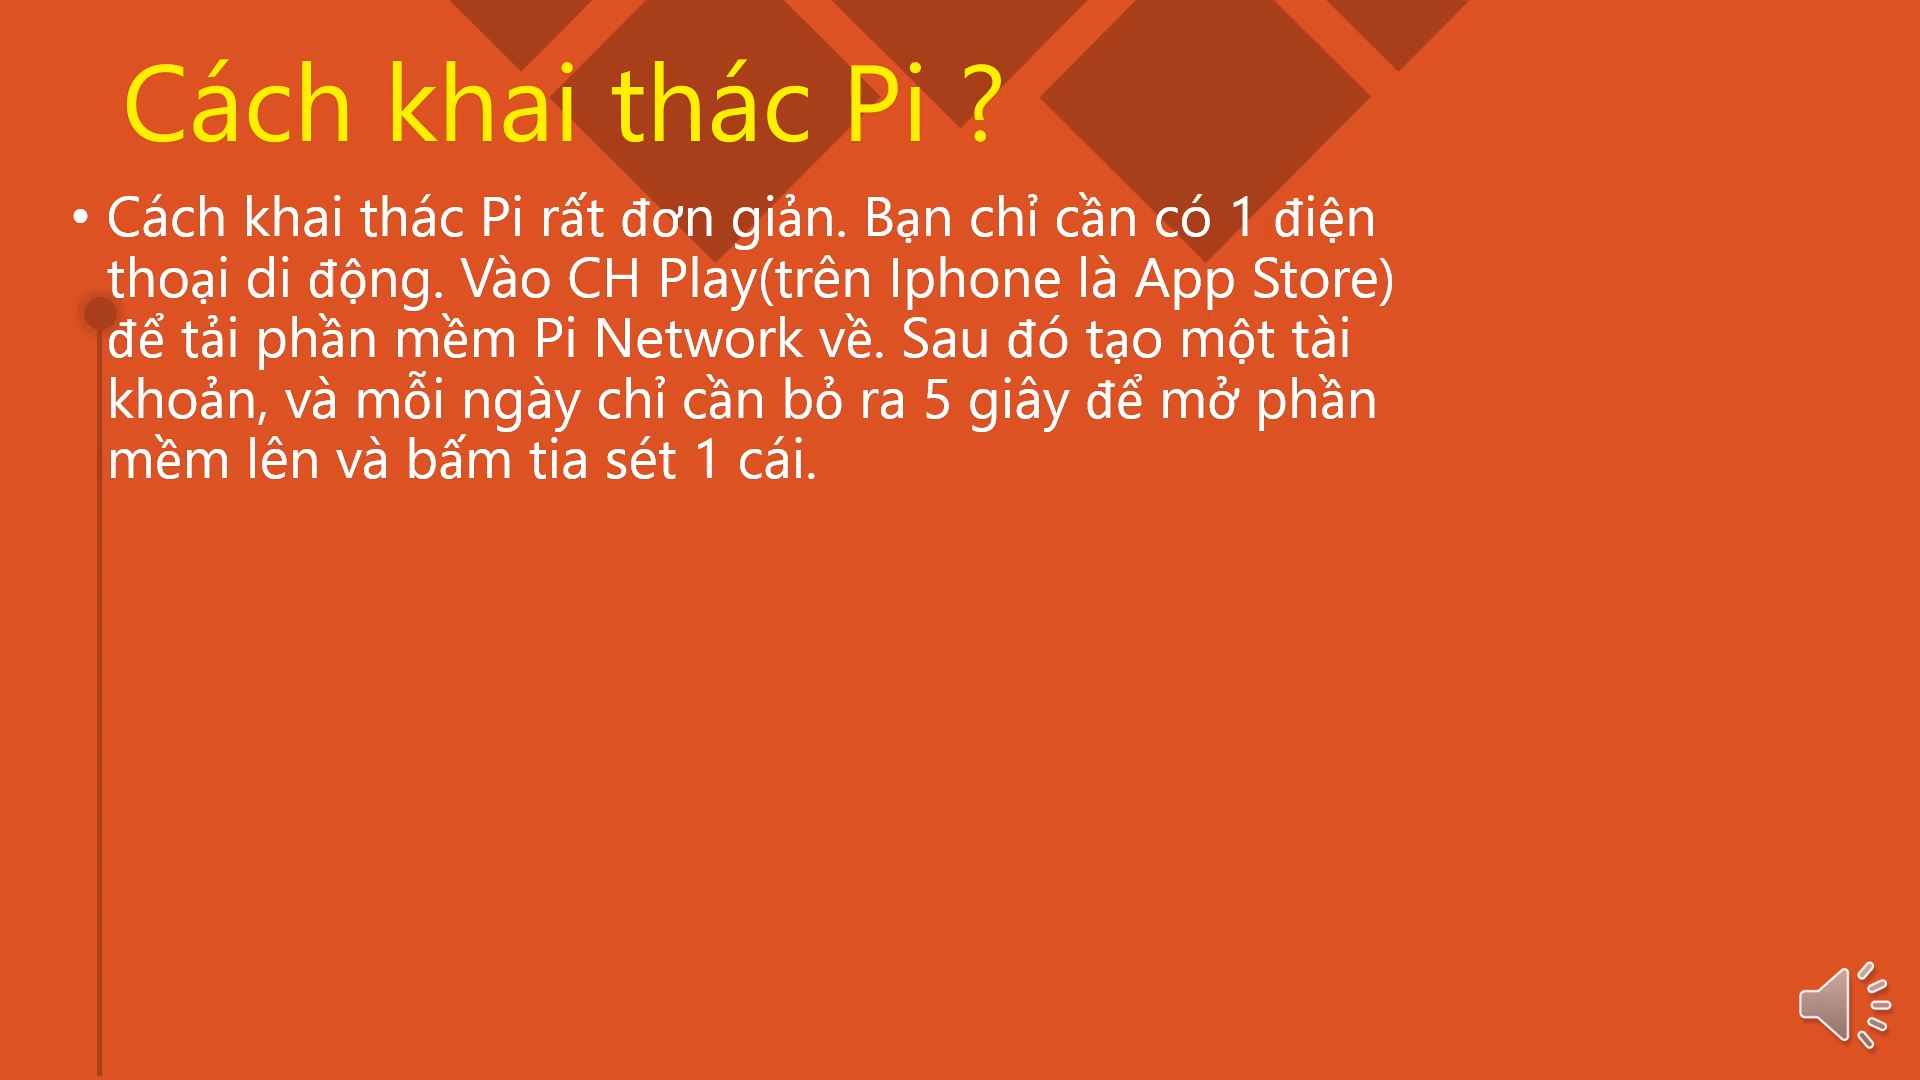 Cách khai thác Pi ?
• Cách khai thác Pi rất đơn giản. Bạn chỉ cần có 1 điện
thoại di động. Vào CH Play(trên Iphone là App Store)
để tải phần mềm Pi Network về. Sau đó tạo một tài
khoản, và mỗi ngày chỉ cần bỏ ra 5 giây để mở phần
mềm lên và bấm tia sét 1 cái.